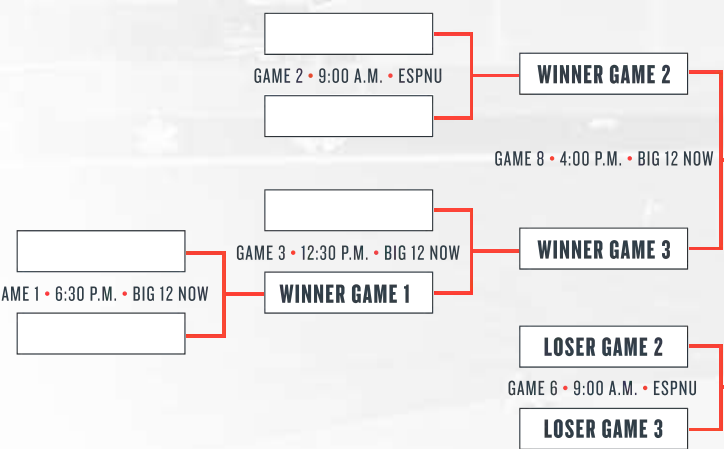 GAME 2 • 9:00 A.M. • ESPNU
WINNER GAME 2
GAME 8 • 4:00 P.M. • BIG 12 NOW
GAME 3 • 12:30 P.M. • BIG 12 NOW
WINNER GAME 3
AME 1 • 6:30 P.M. • BIG 12 NOW
WINNER GAME 1
LOSER GAME 2
GAME 6 • 9:00 A.M. • ESPNU
LOSER GAME 3